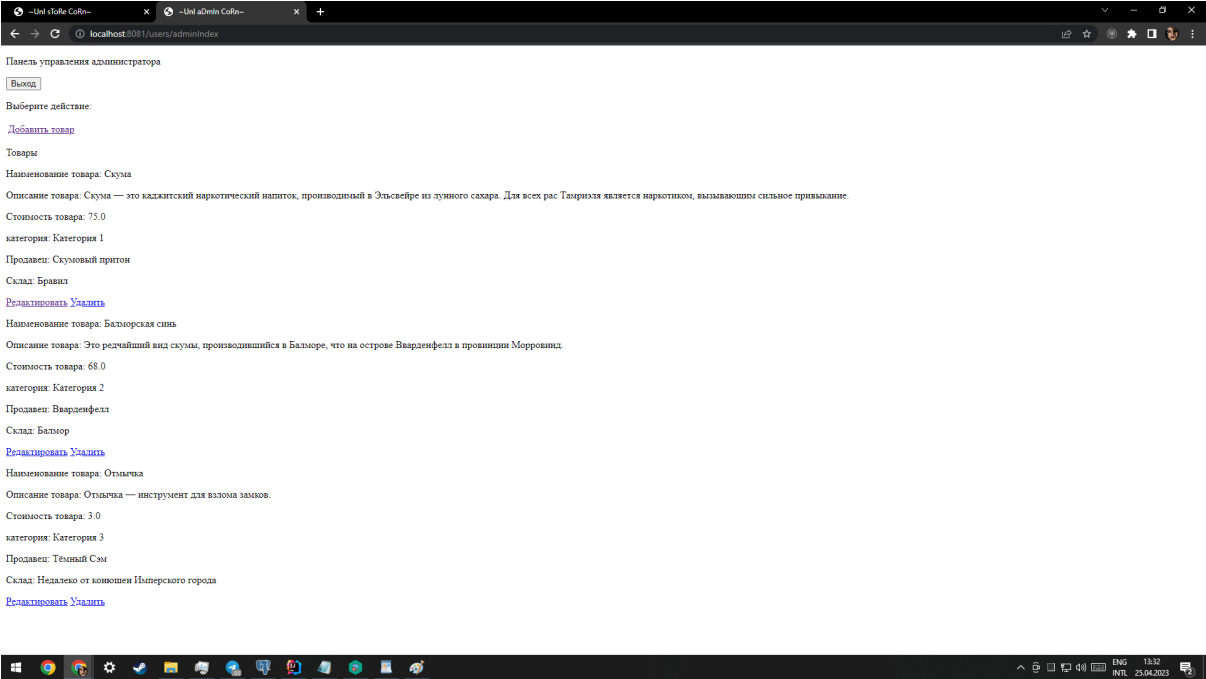 ~UnI sToRe CoRn~
~UnI aDmIn CoRn~
localhost:8081/users/adminIndex
Панель управления администратора
Выход
Выберите действие:
Добавить товар
Товары
Наименование товара: Скума
Описание товара: Скума — это каджитский наркотический напиток, производимый в Эльсвейре из лунного сахара. Для всех рас Тамриэля является наркотиком, вызывающим сильное привыкание.
Стоимость товара: 75.0
категория: Категория 1
Продавец: Скумовый притон
Склад: Бравил
Редактировать Удалить
Наименование товара: Балморская синь
Описание товара: Это редчайший вид скумы, производившийся в Балморе, что на острове Вварденфелл в провинции Морровинд.
Стоимость товара: 68.0
категория: Категория 2
Продавец: Вварденфелл
Склад: Балмор
Редактировать Удалить
Наименование товара: Отмычка
Описание товара: Отмычка — инструмент для взлома замков.
Стоимость товара: 3.0
категория: Категория 3
Продавец: Тёмный Сэм
Склад: Недалеко от конюшен Имперского города
Редактировать Удалить
ENG 13:32
INTL 25.04.2023
2